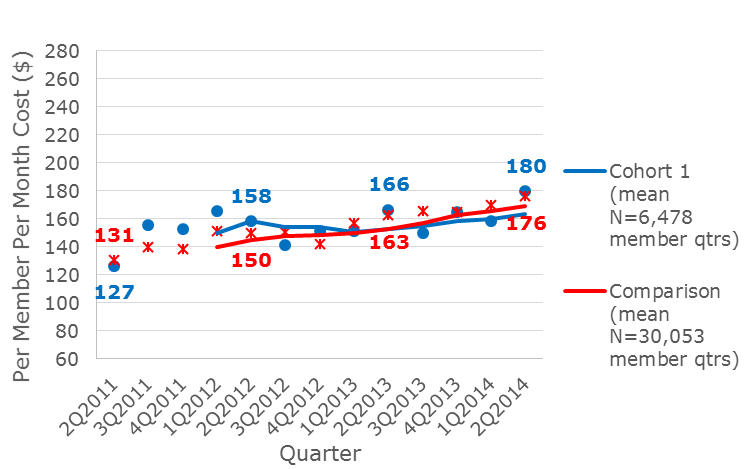 Per Member Per Month Cost ($)
280
260
240
220
200
180
160
140
120
100
80
60
131
127
158
150
166
163
180
176
2Q2011
3Q2011
4Q2011
1Q2012
2Q2012
3Q2012
4Q2012
1Q2013
2Q2013
3Q2013
4Q2013
1Q2014
2Q2014
Quarter
Cohort 1
(mean
N=6,478
member qtrs)
Comparison
(mean
N=30,053
member qtrs)